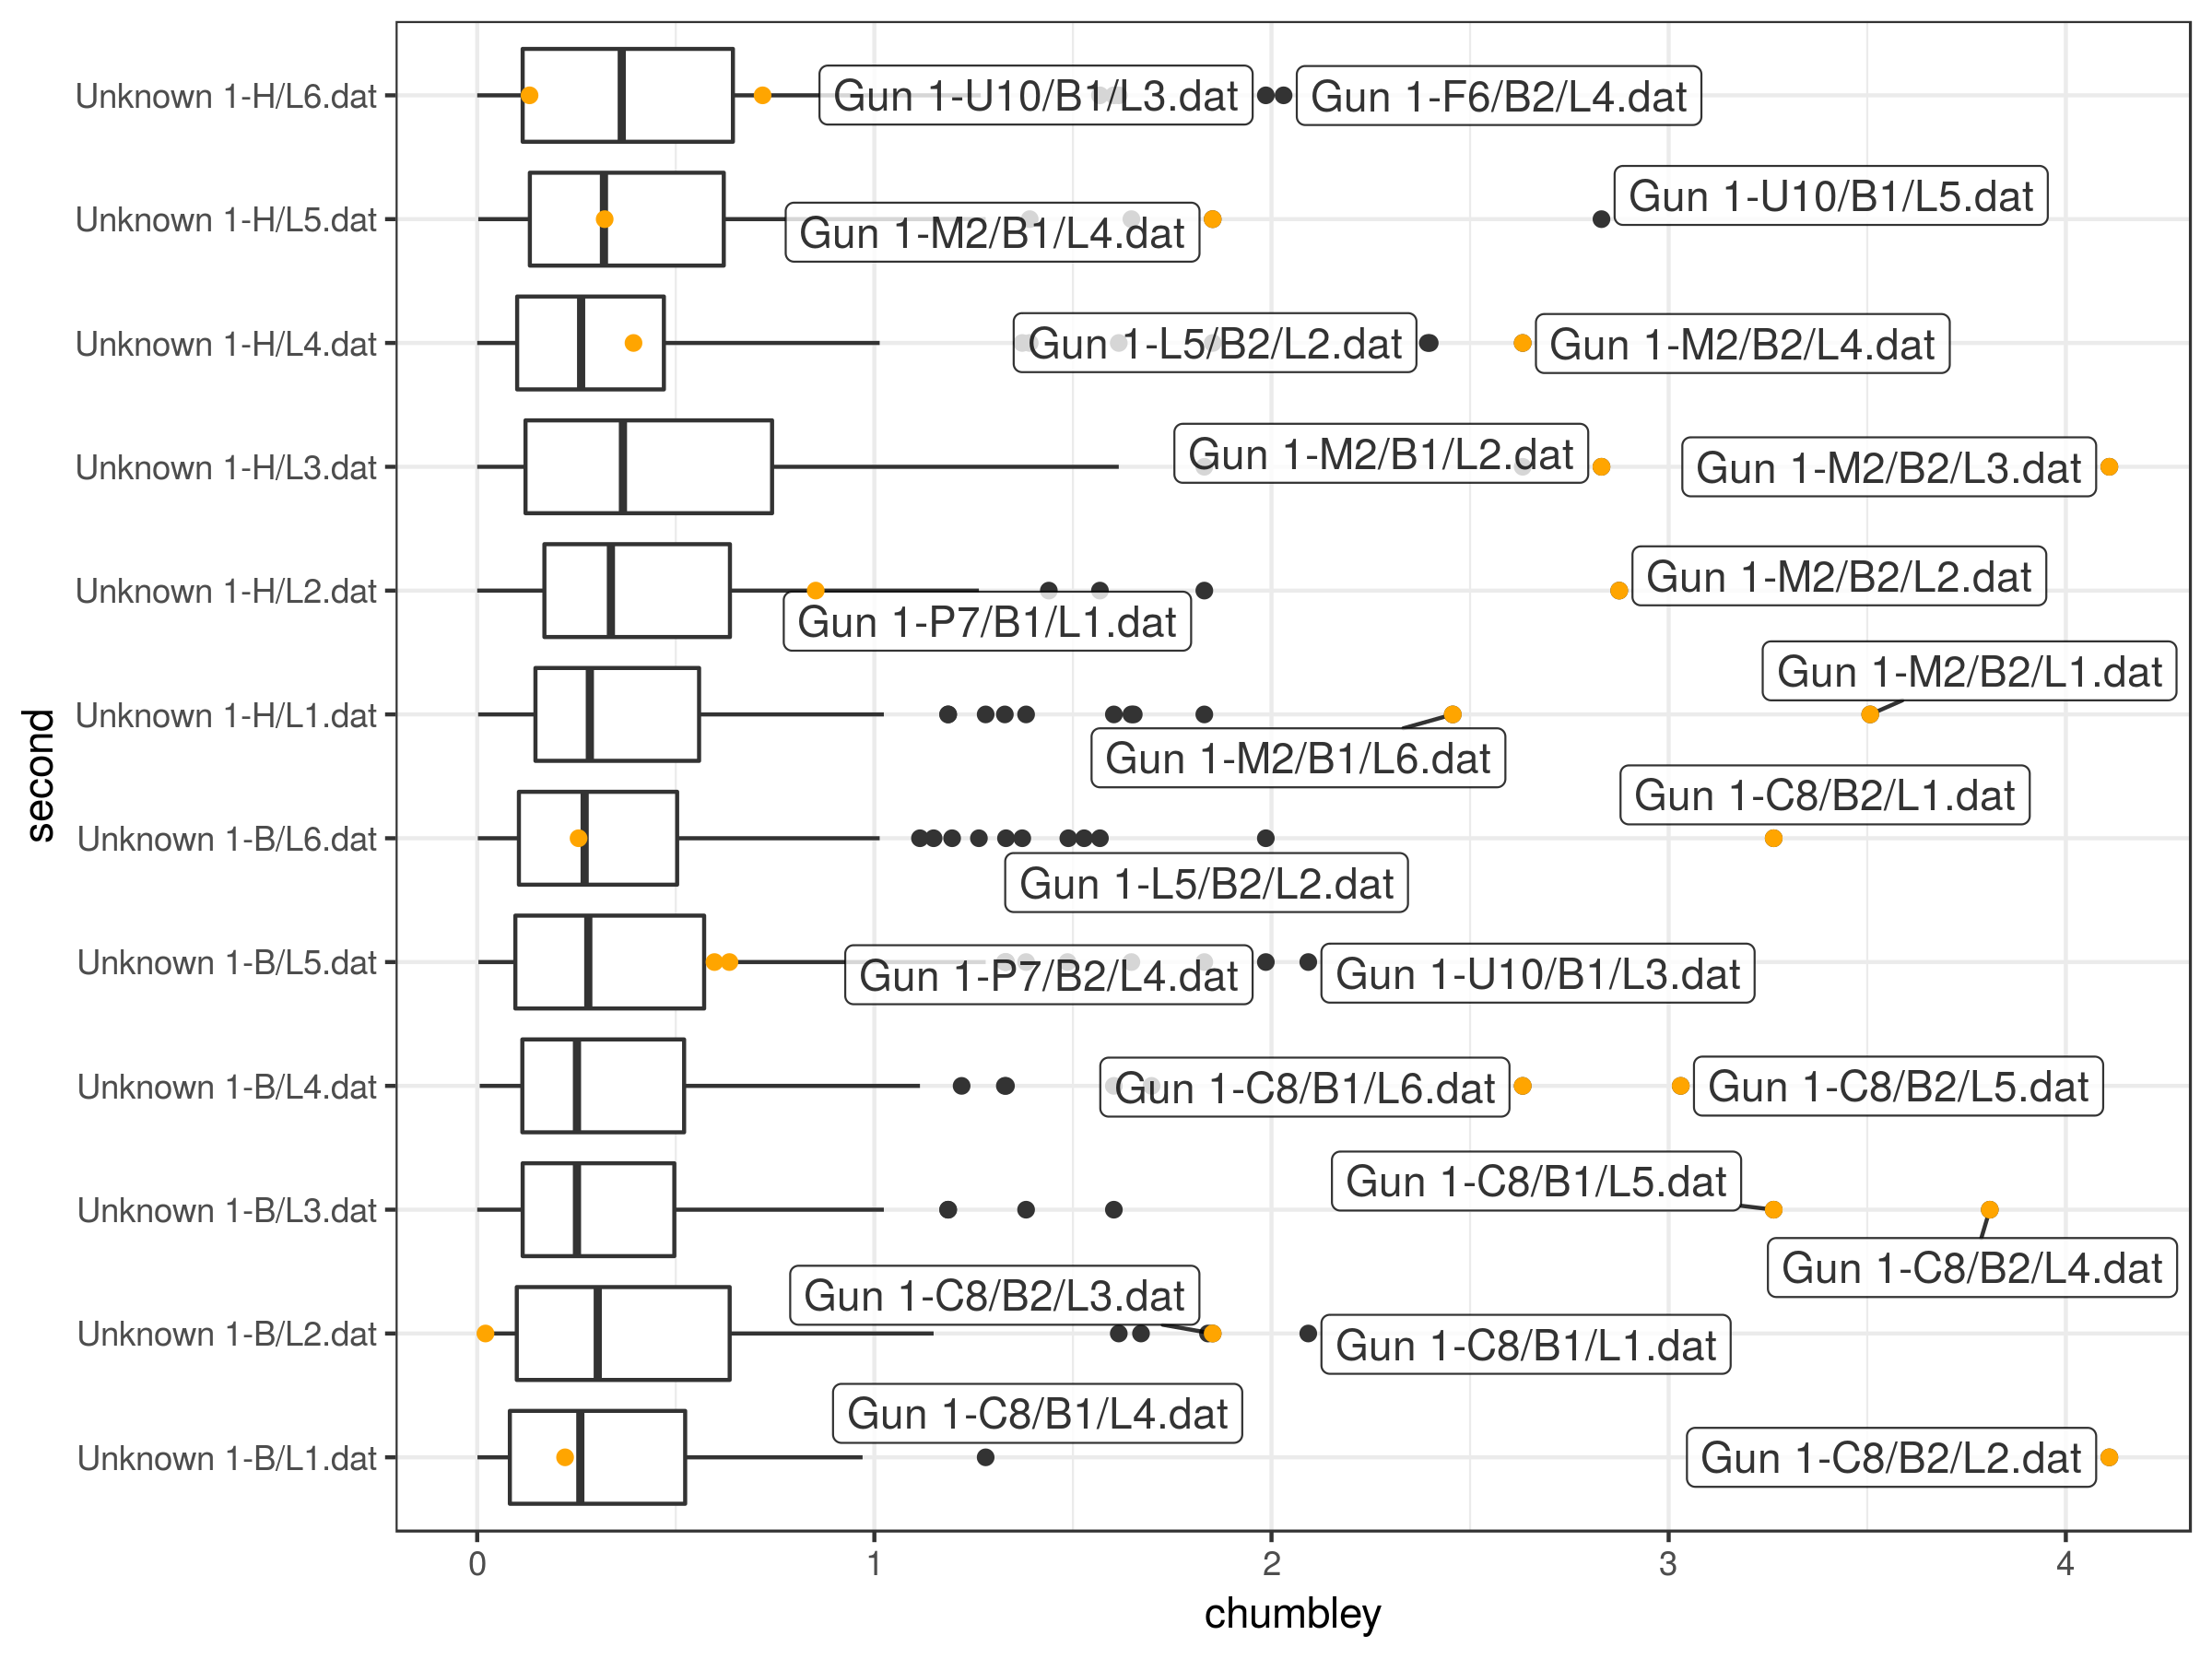 Unknown 1-H/L6.dat
Gun 1-U10/B1/L3.dat
Gun 1-F6/B2/L4.dat
Unknown 1-H/L5.dat
Gun 1-M2/B1/L4.dat
Gun 1-U10/B1/L5.dat
Unknown 1-H/L4.dat
Gun 1-L5/B2/L2.dat
Gun 1-M2/B2/L4.dat
Unknown 1-H/L3.dat
Gun 1-M2/B1/L2.dat
Gun 1-M2/B2/L3.dat
Unknown 1-H/L2.dat
Gun 1-P7/B1/L1.dat
Gun 1-M2/B2/L2.dat
Unknown 1-H/L1.dat
Gun 1-M2/B1/L6.dat
Gun 1-M2/B2/L1.dat
Unknown 1-B/L6.dat
Gun 1-L5/B2/L2.dat
Gun 1-C8/B2/L1.dat
Unknown 1-B/L5.dat
Gun 1-P7/B2/L4.dat
Gun 1-U10/B1/L3.dat
Unknown 1-B/L4.dat
Gun 1-C8/B1/L6.dat
Gun 1-C8/B2/L5.dat
Unknown 1-B/L3.dat
Gun 1-C8/B1/L5.dat
Gun 1-C8/B2/L4.dat
Unknown 1-B/L2.dat
Gun 1-C8/B2/L3.dat
Gun 1-C8/B1/L1.dat
Unknown 1-B/L1.dat
Gun 1-C8/B1/L4.dat
Gun 1-C8/B2/L2.dat
second
0 1 2 3 4
chumbley